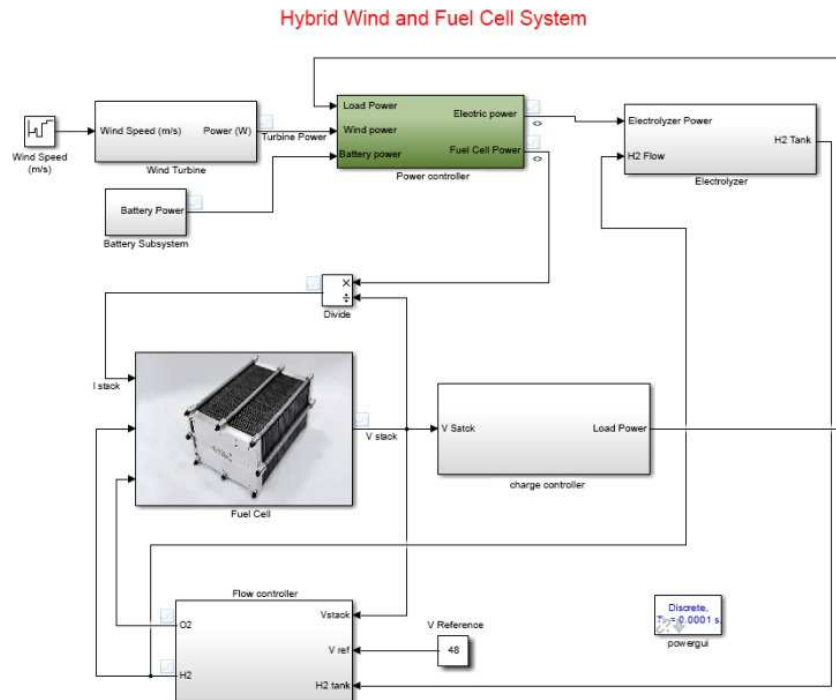 Hybrid Wind and Fuel Cell System
Wind Speed
(m/s)
Wind Speed (m/s)
Power (W)
Wind Turbine
Turbine Power
Battery Power
Battery Subsystem
Load Power
Wind power
Battery power
Electric power
Fuel Cell Power
<>
<>
Power controller
Electrolyzer Power
H2 Flow
H2 Tank
Electrolyzer
×
÷
Divide
I stack
Fuel Cell
V stack
V Satck
Load Power
charge controller
Flow controller
O2
H2
Vstack
V ref
H2 tank
V Reference
48
Discrete,
= 0.0001 s.
powergui